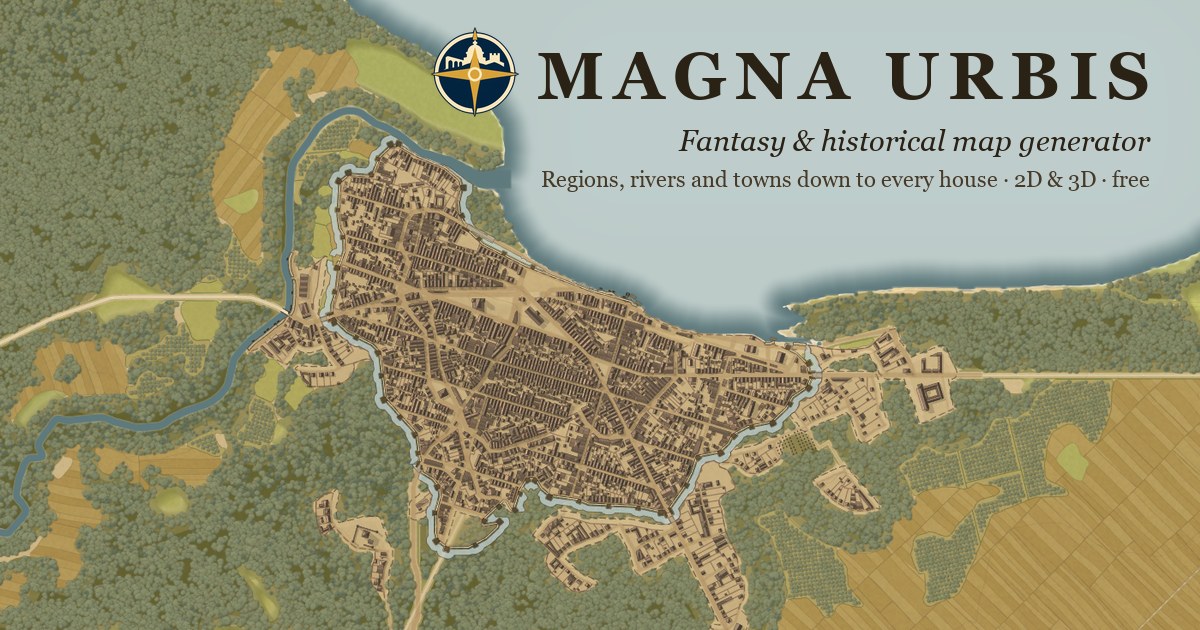 MAGNA URBIS
Fantasy & historical map generator
Regions, rivers and towns down to every house · 2D & 3D · free